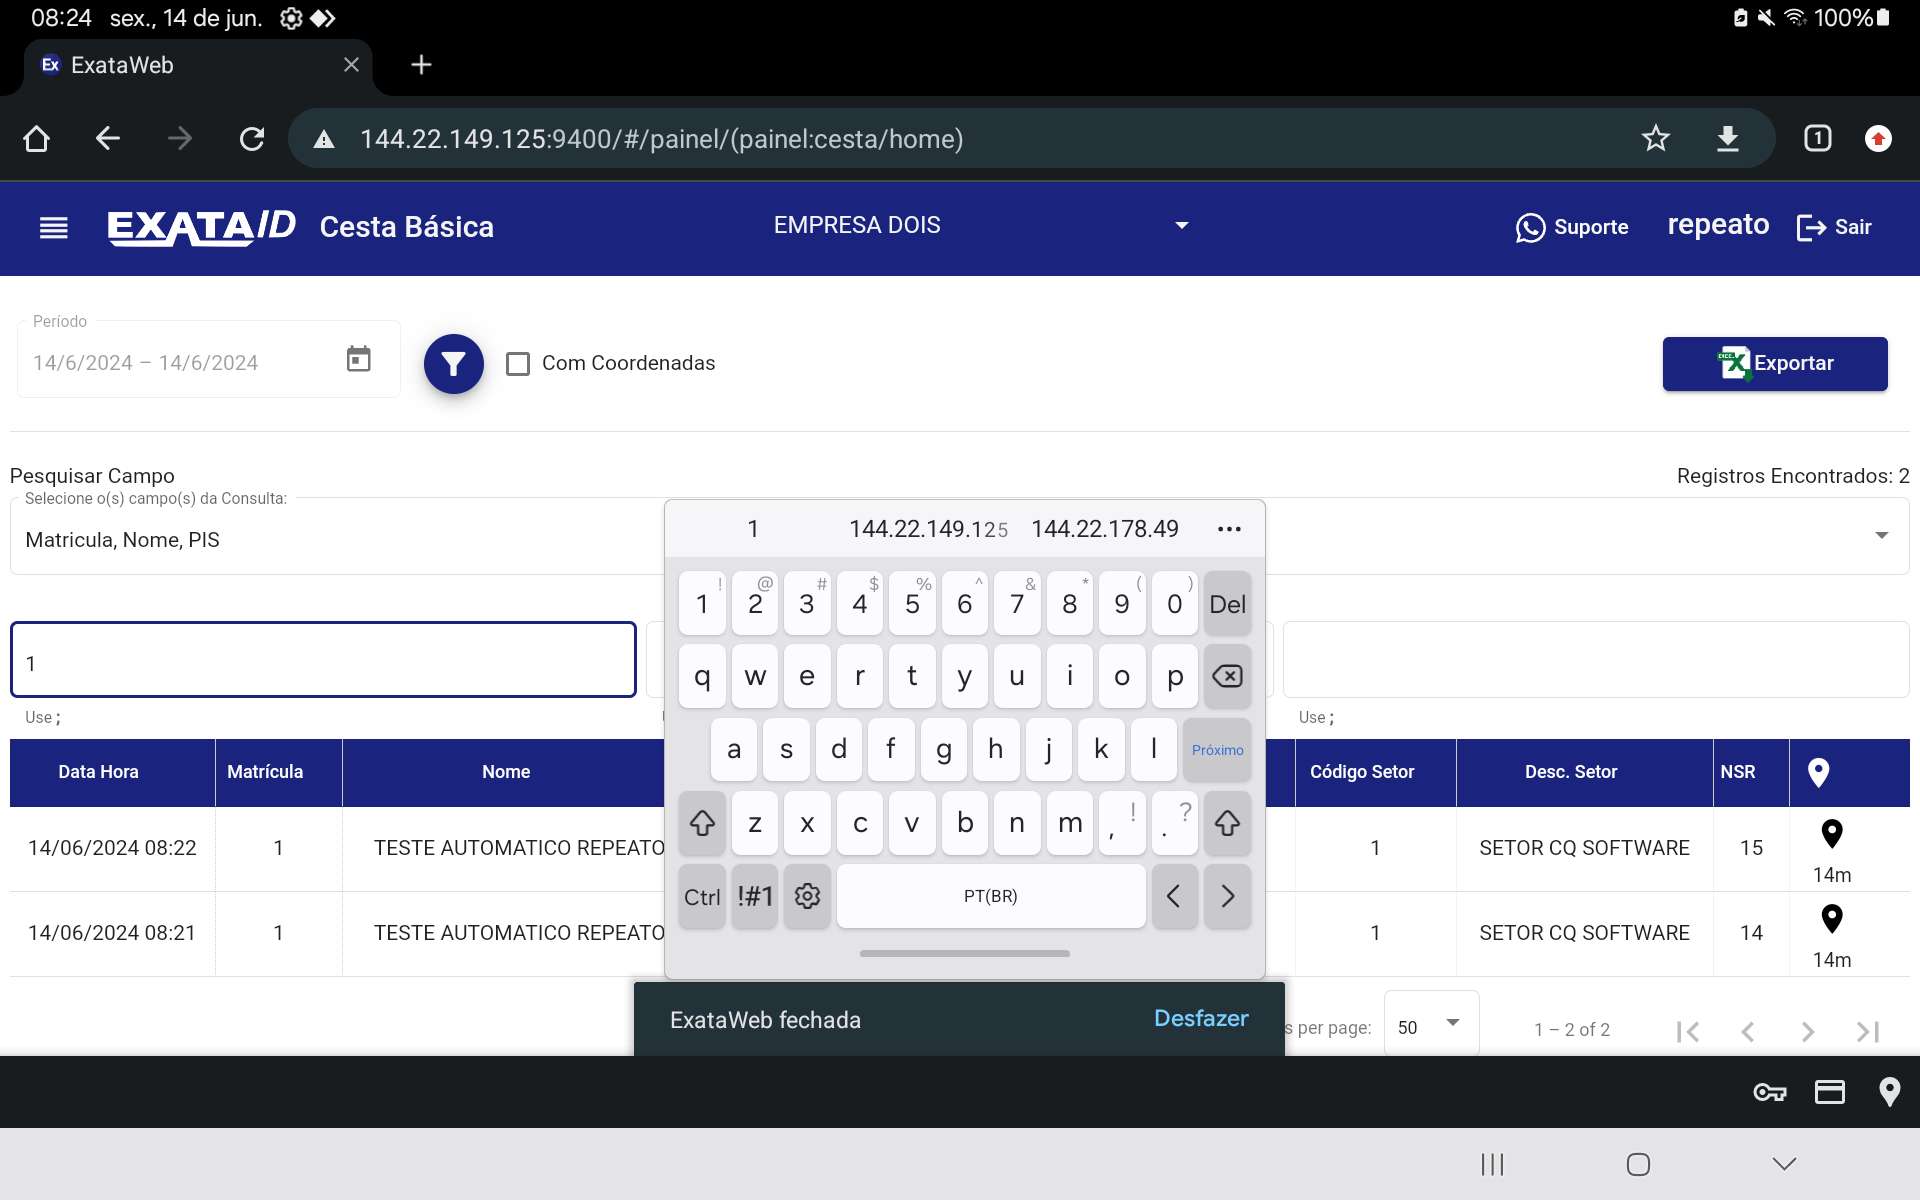 08:24 sex., 14 de jun. 100%
Ex ExataWeb
144.22.149.125:9400/#/painel/(painel:cesta/home) 1
EXATA ID Cesta Básica EMPRESA DOIS Suporte repeato Sair
Período
14/6/2024 – 14/6/2024 Com Coordenadas Exportar
Pesquisar Campo Registros Encontrados: 2
Selecione o(s) campo(s) da Consulta:
Matricula, Nome, PIS
1 144.22.149.125 144.22.178.49 ...
! @ # $ % ^ & * ( )
1 2 3 4 5 6 7 8 9 0 Del
1
q w e r t y u i o p
Use ; Use ;
a s d f g h j k l Próximo
Data Hora Matrícula Nome Código Setor Desc. Setor NSR
z x c v b n m , ! . ?
14/06/2024 08:22 1 TESTE AUTOMATICO REPEATO 1 SETOR CQ SOFTWARE 15
14m
Ctrl !#1 PT(BR)
14/06/2024 08:21 1 TESTE AUTOMATICO REPEATO 1 SETOR CQ SOFTWARE 14
14m
ExataWeb fechada Desfazer
s per page: 50 1 – 2 of 2